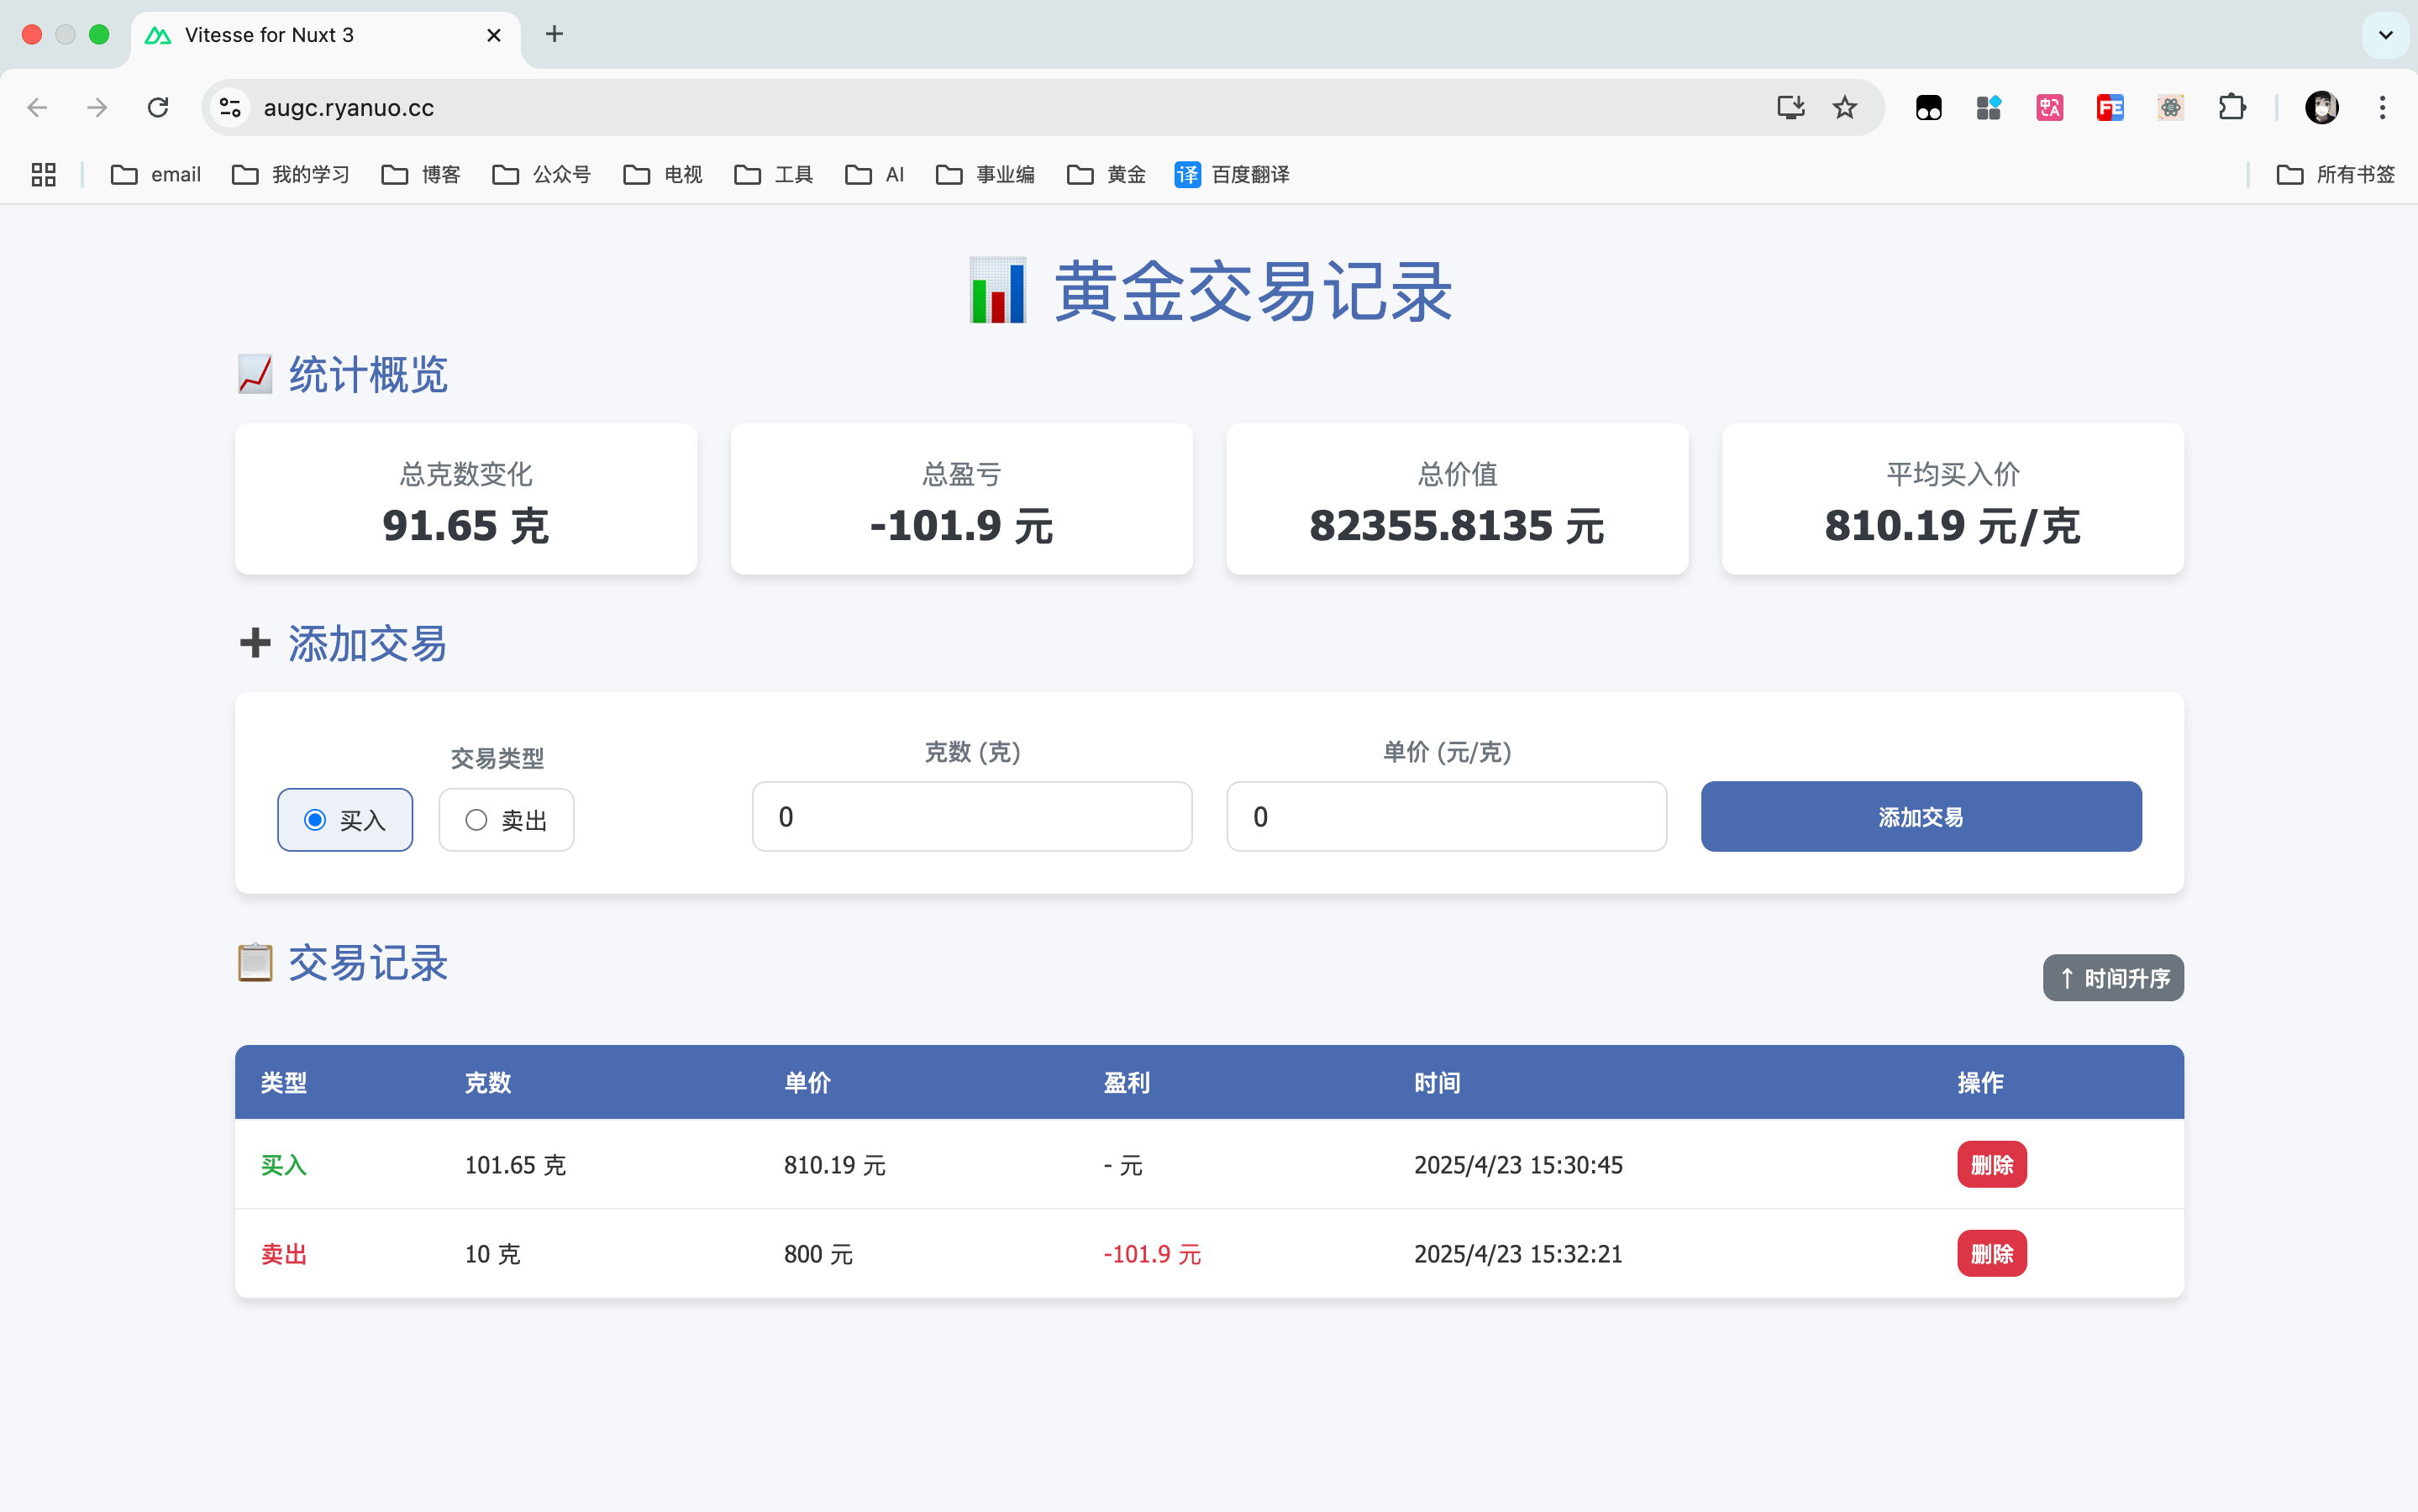 Vitesse for Nuxt 3
augc.ryanuo.cc
email 我的学习 博客 公众号 电视 工具 AI 事业编 黄金 译 百度翻译 所有书签
黄金交易记录
统计概览
总克数变化
91.65 克
总盈亏
-101.9 元
总价值
82355.8135 元
平均买入价
810.19 元/克
添加交易
交易类型
买入 卖出
克数 (克)
0
单价 (元/克)
0
添加交易
交易记录
↑ 时间升序
类型 克数 单价 盈利 时间 操作
买入 101.65 克 810.19 元 - 元 2025/4/23 15:30:45 删除
卖出 10 克 800 元 -101.9 元 2025/4/23 15:32:21 删除